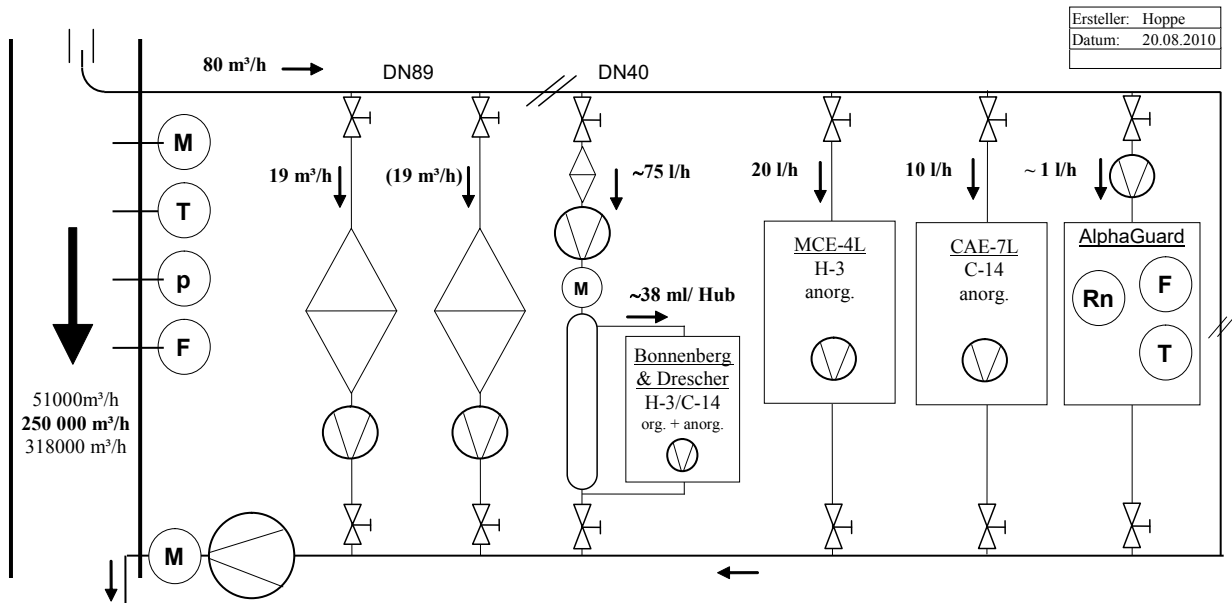 Ersteller: Hoppe
Datum: 20.08.2010
80 m³/h
DN89
DN40
M
T
p
F
19 m³/h
(19 m³/h)
~75 l/h
20 l/h
10 l/h
~ 1 l/h
M
~38 ml/ Hub
Bonnenberg
& Drescher
H-3/C-14
org. + anorg.
MCE-4L
H-3
anorg.
CAE-7L
C-14
anorg.
AlphaGuard
Rn
F
T
51000m³/h
250 000 m³/h
318000 m³/h
M